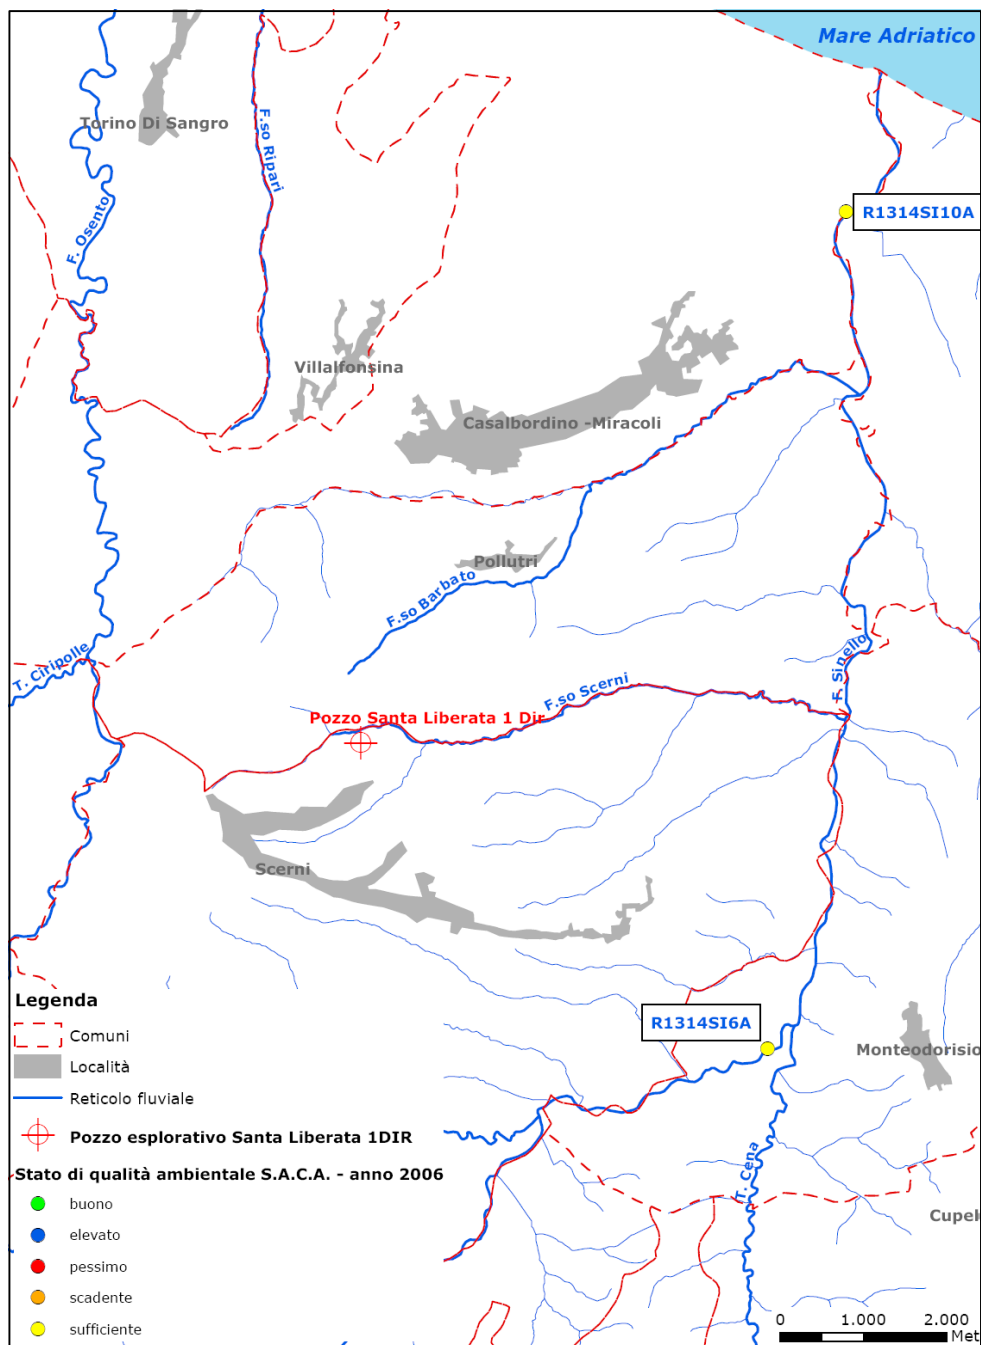 Mare Adriatico
Torino Di Sangro
F.so Ripari
R1314SI10A
F. Osento
Villalfonsina
Casalbordino -Miracoli
Pollutri
F.so Barbato
F. Sinello
T. Ciripolle
F.so Scerni
Pozzo Santa Liberata 1 Dir
Scerni
R1314SI6A
Monteodorisio
T. Cena
Legenda
Comuni
Località
Reticolo fluviale
Pozzo esplorativo Santa Liberata 1DIR
Stato di qualità ambientale S.A.C.A. - anno 2006
buono
elevato
pessimo
scadente
sufficiente
0 1.000 2.000
Met